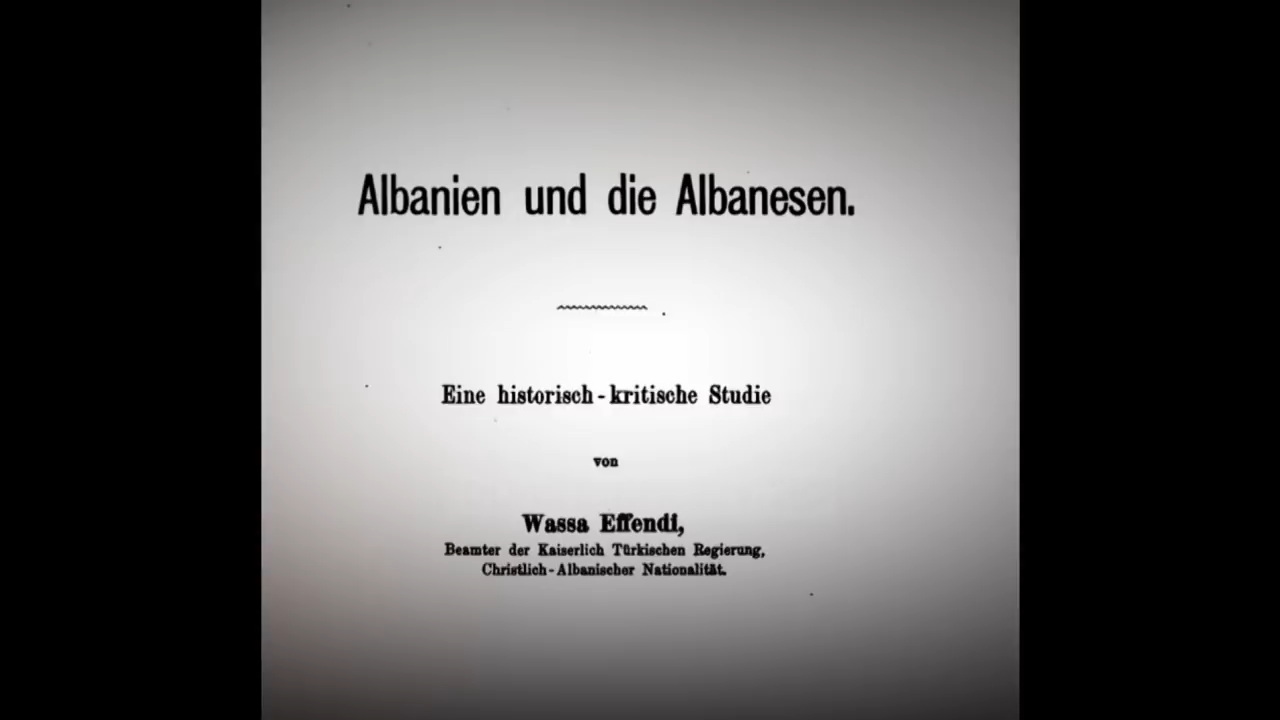 Albanien und die Albanesen.
Eine historisch-kritische Studie
von
Wassa Effendi,
Beamter der Kaiserlich Türkischen Regierung,
Christlich-Albanischer Nationalität.